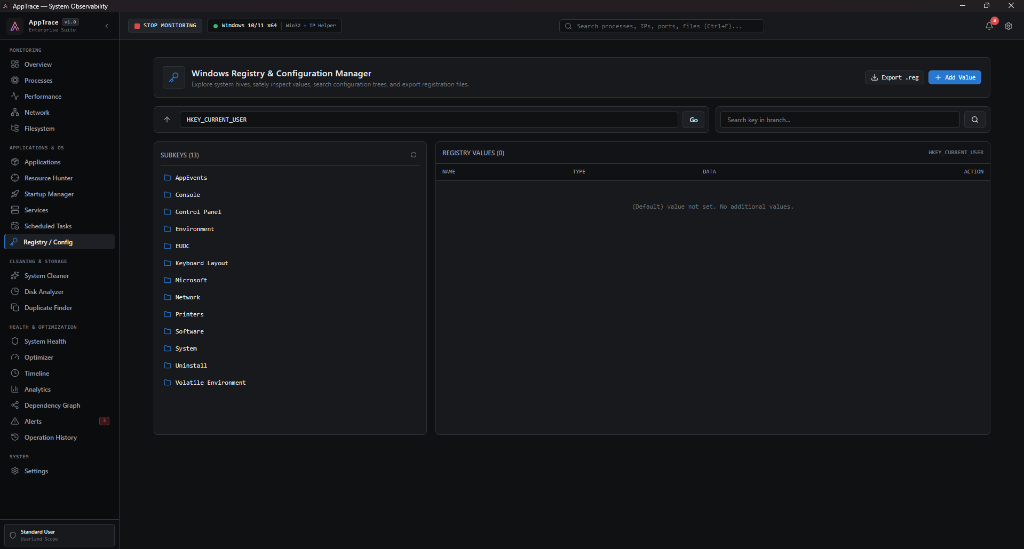 AppTrace — System Observability
AppTrace v1.0
Enterprise Suite
STOP MONITORING
Windows 10/11 x64
Win32 + IP Helper
Search processes, IPs, ports, files (Ctrl+F)...
MONITORING
Overview
Processes
Performance
Network
Filesystem
APPLICATIONS & OS
Applications
Resource Hunter
Startup Manager
Services
Scheduled Tasks
Registry / Config
CLEANING & STORAGE
System Cleaner
Disk Analyzer
Duplicate Finder
HEALTH & OPTIMIZATION
System Health
Optimizer
Timeline
Analytics
Dependency Graph
Alerts
Operation History
SYSTEM
Settings
Standard User
Userland Scope
Windows Registry & Configuration Manager
Explore system hives, safely inspect values, search configuration trees, and export registration files.
Export .reg
+ Add Value
HKEY_CURRENT_USER
Go
Search key in branch...
SUBKEYS (13)
AppEvents
Console
Control Panel
Environment
EUDC
Keyboard Layout
Microsoft
Network
Printers
Software
System
Uninstall
Volatile Environment
REGISTRY VALUES (0)
HKEY_CURRENT_USER
NAME TYPE DATA ACTION
(Default) value not set. No additional values.